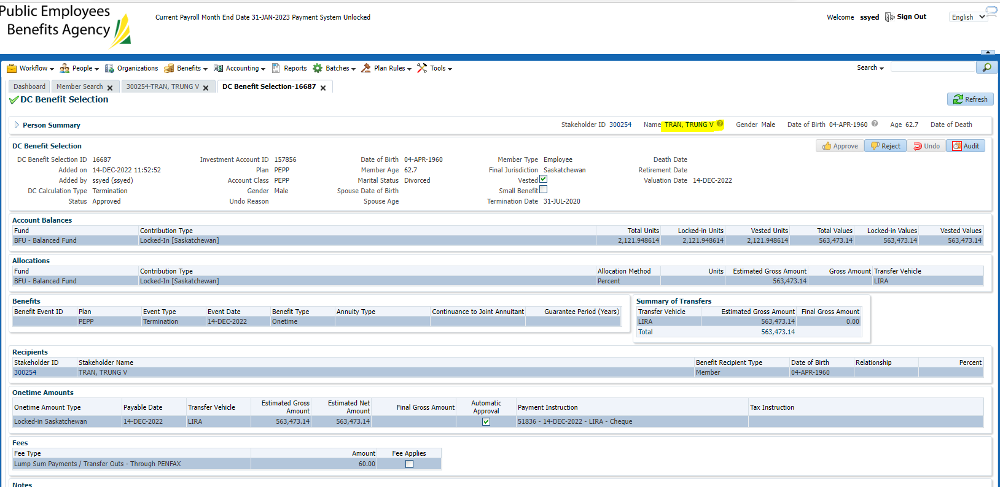 Public Employees
Benefits Agency
Current Payroll Month End Date 31-JAN-2023 Payment System Unlocked
Welcome ssyed Sign Out English
Workflow People Organizations Benefits Accounting Reports Batches Plan Rules Tools Search
Dashboard Member Search 300254-TRAN, TRUNG V DC Benefit Selection-16687
DC Benefit Selection Refresh
Person Summary Stakeholder ID 300254 Name TRAN, TRUNG V Gender Male Date of Birth 04-APR-1960 Age 62.7 Date of Death
DC Benefit Selection Approve Reject Undo Audit
DC Benefit Selection ID 16687 Investment Account ID 157856 Date of Birth 04-APR-1960 Member Type Employee Death Date
Added on 14-DEC-2022 11:52:52 Plan PEPP Member Age 62.7 Final Jurisdiction Saskatchewan Retirement Date
Added by ssyed (ssyed) Account Class PEPP Marital Status Divorced Vested Valuation Date 14-DEC-2022
DC Calculation Type Termination Gender Male Spouse Date of Birth Small Benefit
Status Approved Undo Reason Spouse Age Termination Date 31-JUL-2020
Account Balances
Fund Contribution Type Total Units Locked-in Units Vested Units Total Values Locked-in Values Vested Values
BFU - Balanced Fund Locked-In [Saskatchewan] 2,121.948614 2,121.948614 2,121.948614 563,473.14 563,473.14 563,473.14
Allocations
Fund Contribution Type Allocation Method Units Estimated Gross Amount Gross Amount Transfer Vehicle
BFU - Balanced Fund Locked-In [Saskatchewan] Percent 563,473.14 LIRA
Benefits
Benefit Event ID Plan Event Type Event Date Benefit Type Annuity Type Continuance to Joint Annuitant Guarantee Period (Years)
PEPP Termination 14-DEC-2022 Onetime
Summary of Transfers
Transfer Vehicle Estimated Gross Amount Final Gross Amount
LIRA 563,473.14 0.00
Total 563,473.14
Recipients
Stakeholder ID Stakeholder Name Benefit Recipient Type Date of Birth Relationship Percent
300254 TRAN, TRUNG V Member 04-APR-1960
Onetime Amounts
Onetime Amount Type Payable Date Transfer Vehicle Estimated Gross Amount Estimated Net Amount Final Gross Amount Automatic Approval Payment Instruction Tax Instruction
Locked-in Saskatchewan 14-DEC-2022 LIRA 563,473.14 563,473.14 51836 - 14-DEC-2022 - LIRA - Cheque
Fees
Fee Type Amount Fee Applies
Lump Sum Payments / Transfer Outs - Through PENFAX 60.00
Notes